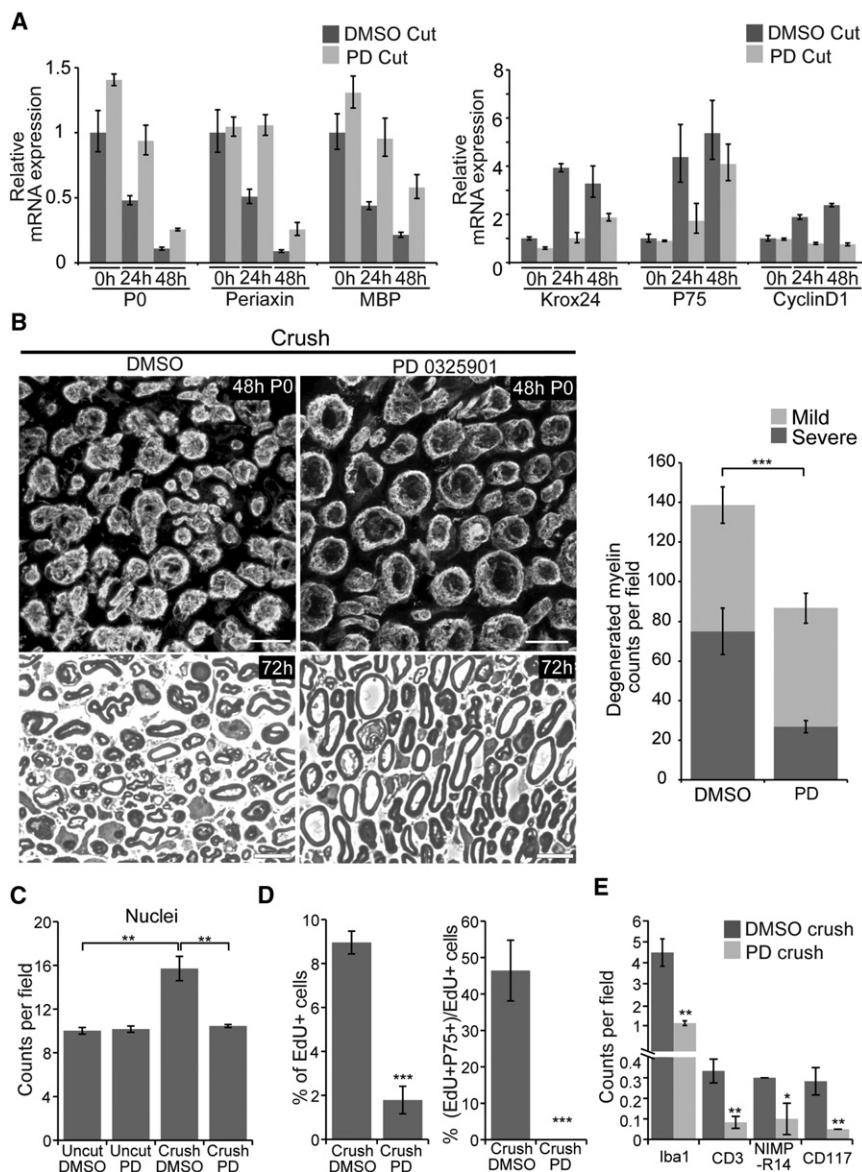 A
DMSO Cut
PD Cut
Relative
mRNA expression
1.5
1
0.5
0
0h 24h 48h
0h 24h 48h
0h 24h 48h
P0
Periaxin
MBP
DMSO Cut
PD Cut
Relative
mRNA expression
8
6
4
2
0
0h 24h 48h
0h 24h 48h
0h 24h 48h
Krox24
P75
CyclinD1
B
Crush
DMSO
PD 0325901
48h P0
48h P0
72h
72h
Mild
Severe
Degenerated myelin
counts per field
160
140
120
100
80
60
40
20
0
***
DMSO
PD
C
Nuclei
Counts per field
20
16
12
8
4
0
**
**
Uncut
DMSO
Uncut
PD
Crush
DMSO
Crush
PD
D
% of EdU+ cells
10
8
6
4
2
0
***
Crush
DMSO
Crush
PD
% (EdU+P75+)/EdU+ cells
60
50
40
30
20
10
0
***
Crush
DMSO
Crush
PD
E
DMSO crush
PD crush
Counts per field
6
5
4
3
2
1
0.4
0.3
0.1
0
**
**
*
**
Iba1
CD3
NIMP
-R14
CD117